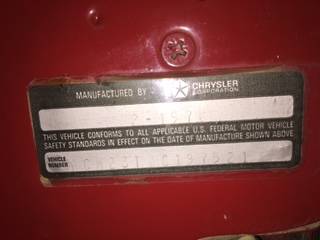 MANUFACTURED BY CHRYSLER CORPORATION
THIS VEHICLE CONFORMS TO ALL APPLICABLE U.S. FEDERAL MOTOR VEHICLE
SAFETY STANDARDS IN EFFECT ON THE DATE OF MANUFACTURE SHOWN ABOVE
VEHICLE
NUMBER